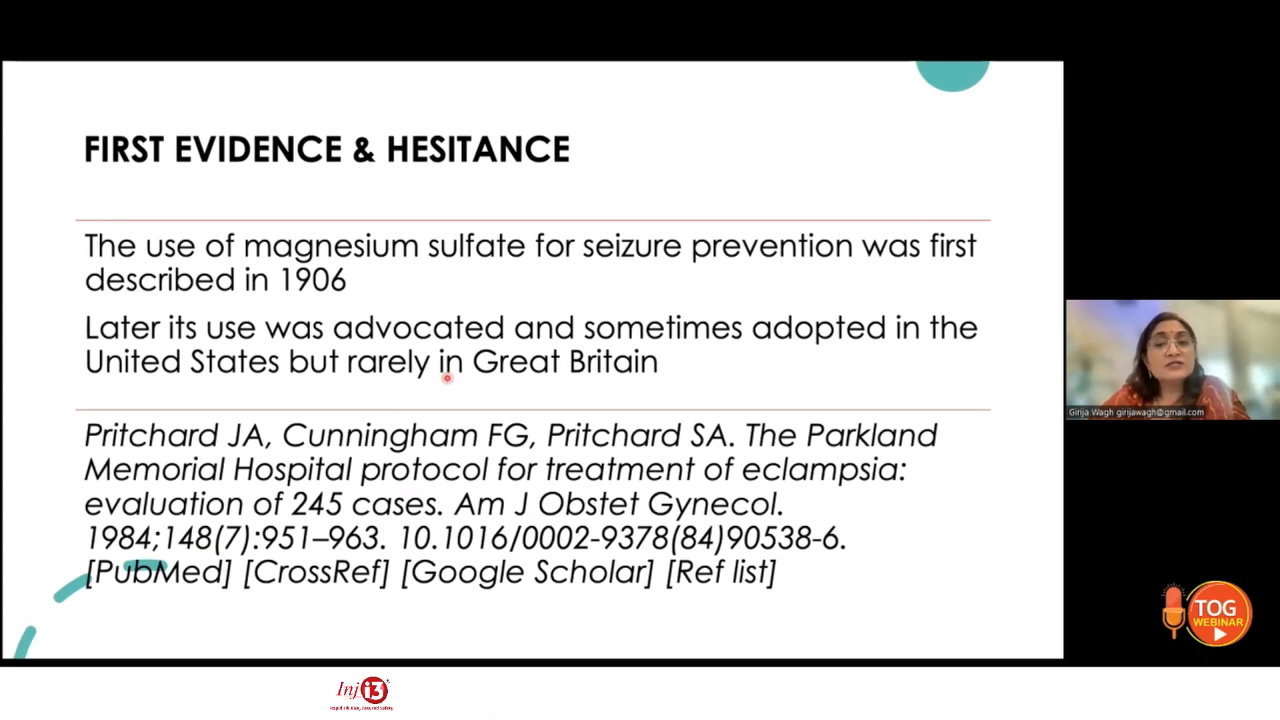 FIRST EVIDENCE & HESITANCE
The use of magnesium sulfate for seizure prevention was first
described in 1906
Later its use was advocated and sometimes adopted in the
United States but rarely in Great Britain
Pritchard JA, Cunningham FG, Pritchard SA. The Parkland
Memorial Hospital protocol for treatment of eclampsia:
evaluation of 245 cases. Am J Obstet Gynecol.
1984;148(7):951–963. 10.1016/0002-9378(84)90538-6.
[PubMed] [CrossRef] [Google Scholar] [Ref list]
Girija Wagh girijawagh@gmail.com
TOG
WEBINAR
Inj i3